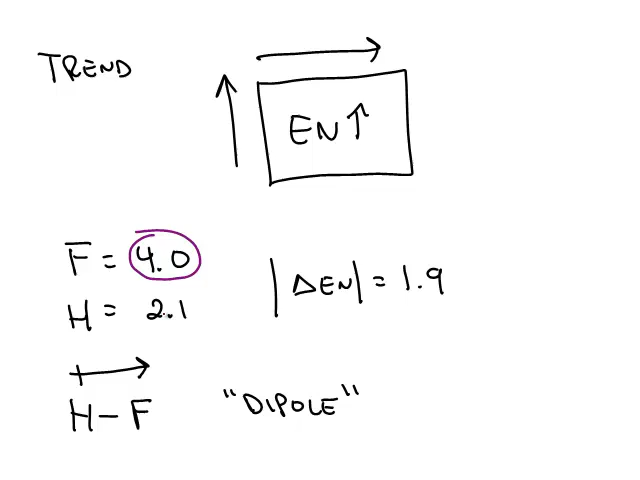 TREND
EN↑
F = 4.0
H = 2.1
|ΔEN| = 1.9
H – F
"DIPOLE"